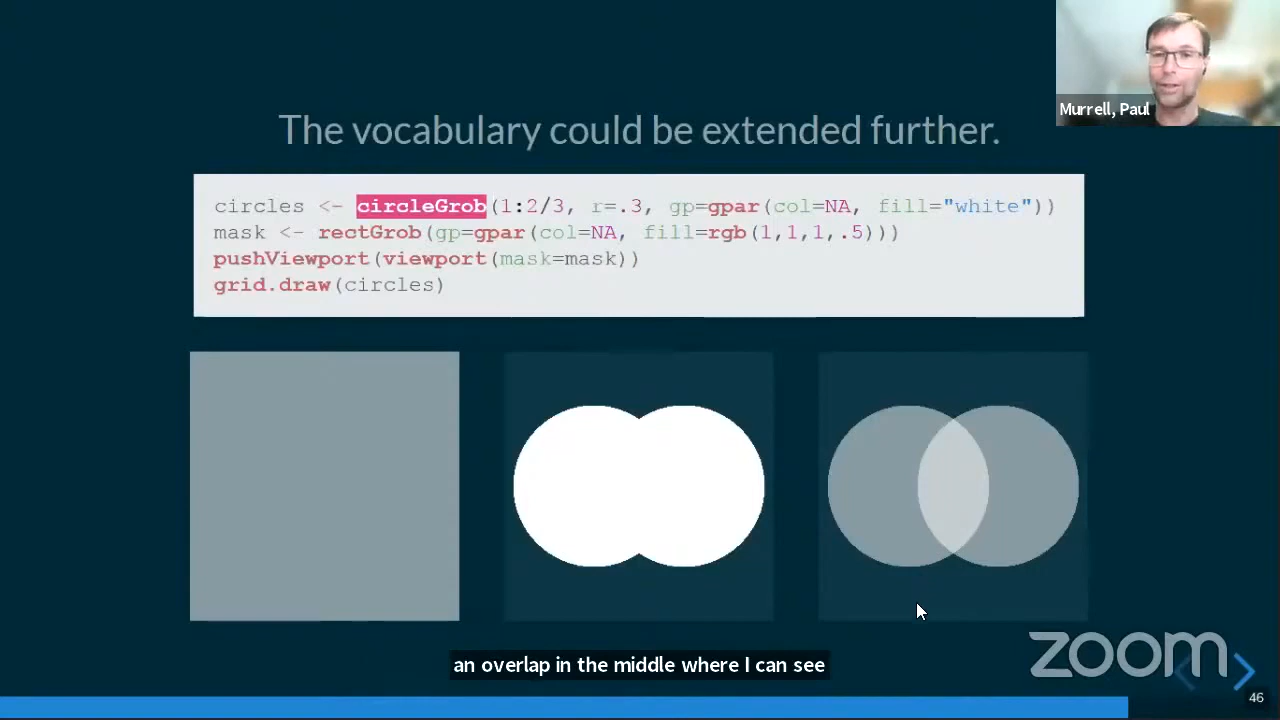 Murrell, Paul
The vocabulary could be extended further.
circles <- circleGrob(1:2/3, r=.3, gp=gpar(col=NA, fill="white"))
mask <- rectGrob(gp=gpar(col=NA, fill=rgb(1,1,1,.5)))
pushViewport(viewport(mask=mask))
grid.draw(circles)
an overlap in the middle where I can see
zoom
46